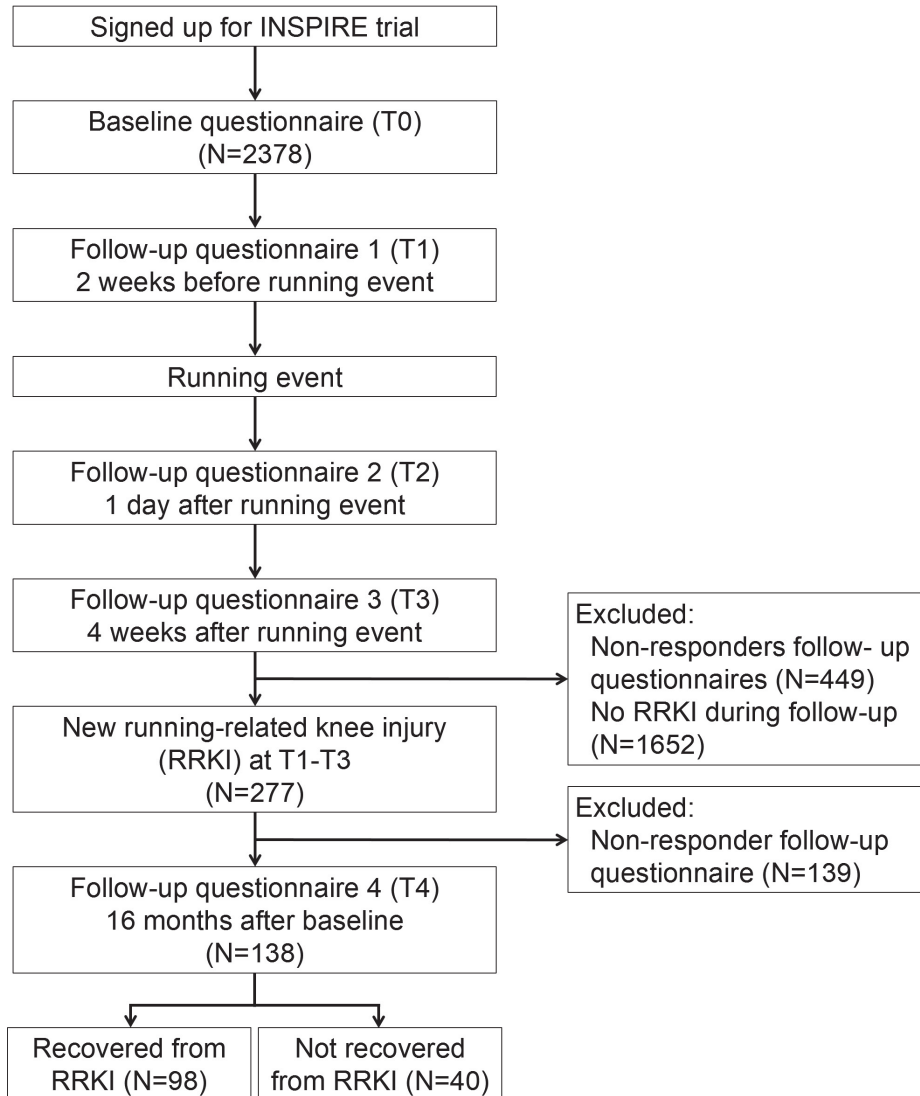 Signed up for INSPIRE trial
Baseline questionnaire (T0)
(N=2378)
Follow-up questionnaire 1 (T1)
2 weeks before running event
Running event
Follow-up questionnaire 2 (T2)
1 day after running event
Follow-up questionnaire 3 (T3)
4 weeks after running event
Excluded:
Non-responders follow- up
questionnaires (N=449)
No RRKI during follow-up
(N=1652)
New running-related knee injury
(RRKI) at T1-T3
(N=277)
Excluded:
Non-responder follow-up
questionnaire (N=139)
Follow-up questionnaire 4 (T4)
16 months after baseline
(N=138)
Recovered from
RRKI (N=98)
Not recovered
from RRKI (N=40)